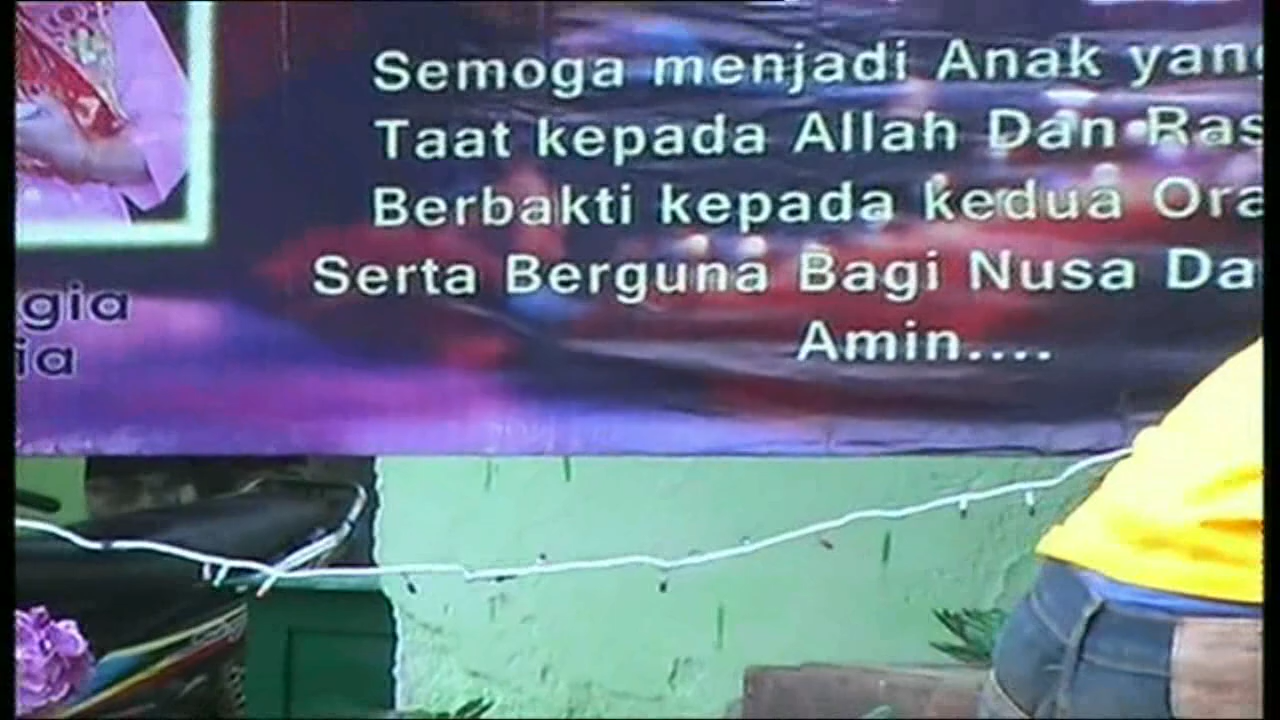 Semoga menjadi Anak yang
Taat kepada Allah Dan Ras
Berbakti kepada kedua Ora
Serta Berguna Bagi Nusa Da
Amin....
gia
ia